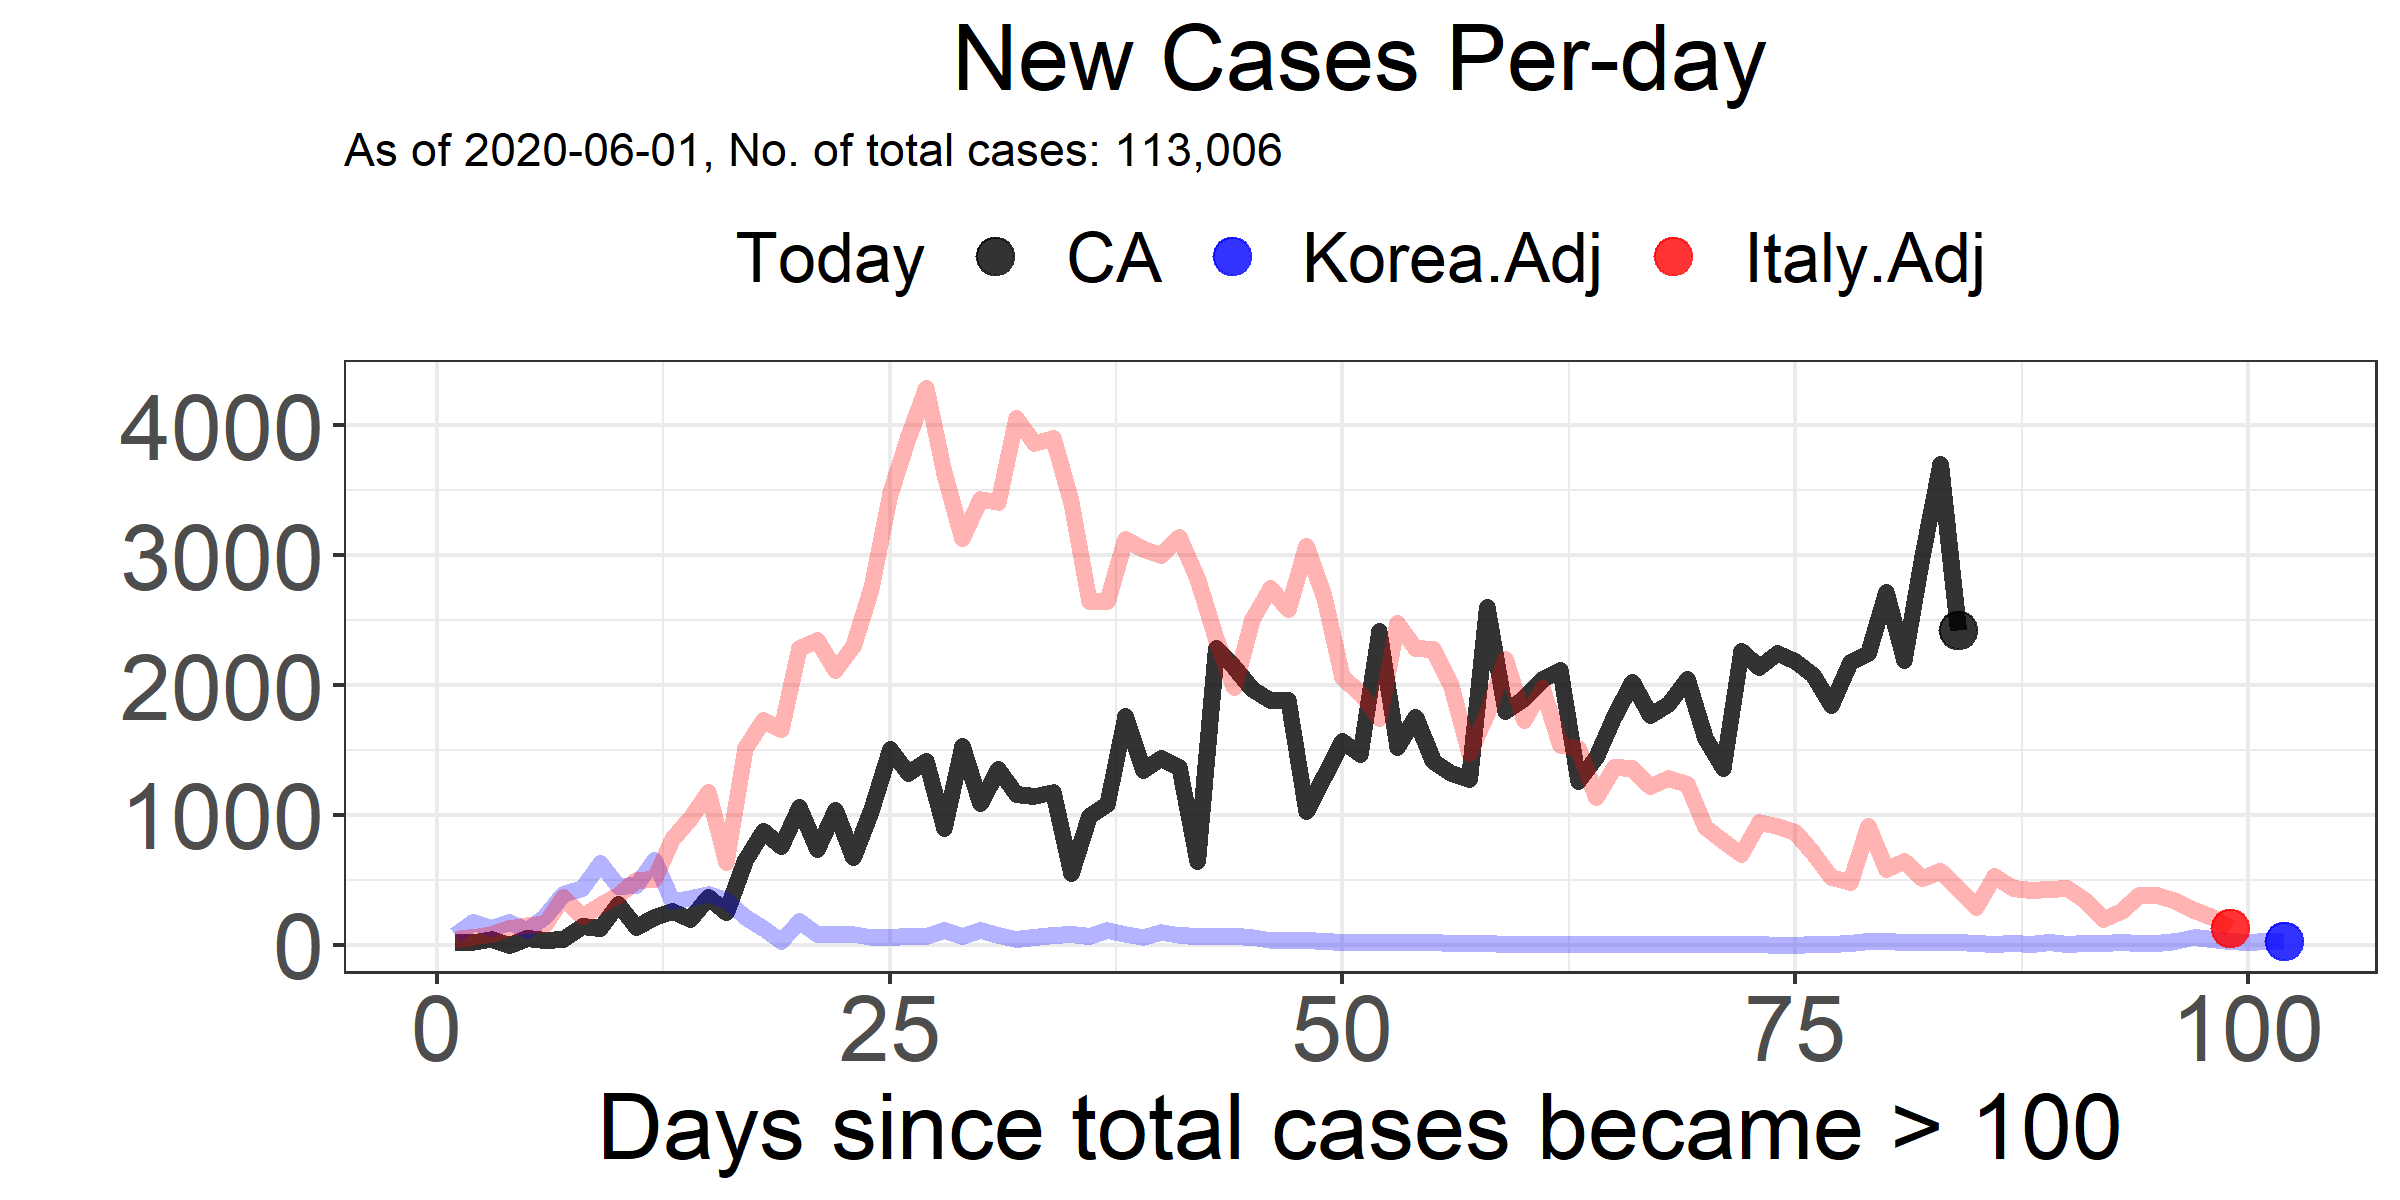 New Cases Per-day
As of 2020-06-01, No. of total cases: 113,006
Today CA Korea.Adj Italy.Adj
4000
3000
2000
1000
0
0 25 50 75 100
Days since total cases became > 100